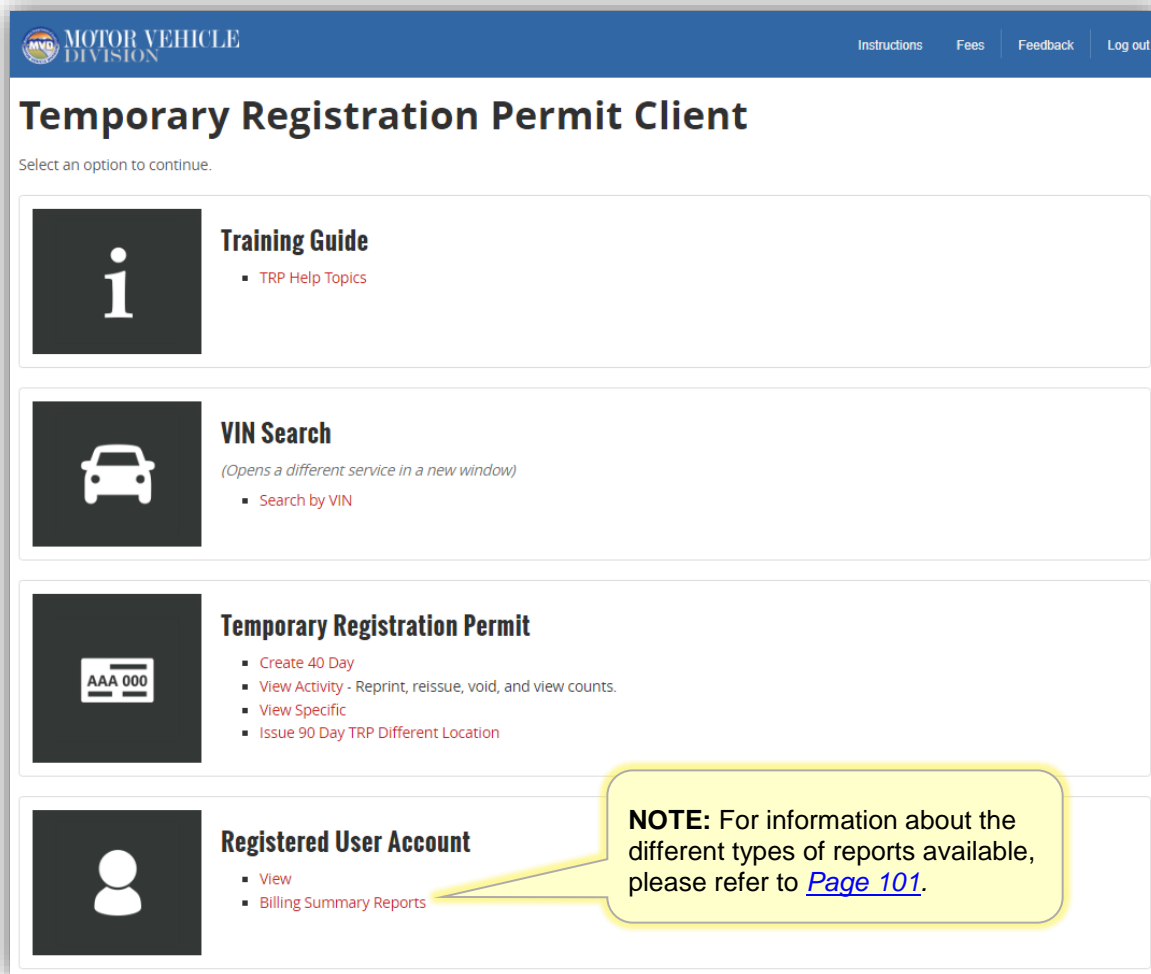 MVD
MOTOR VEHICLE
DIVISION
Instructions Fees Feedback Log out
Temporary Registration Permit Client
Select an option to continue.
i
Training Guide
TRP Help Topics
VIN Search
(Opens a different service in a new window)
Search by VIN
AAA 000
Temporary Registration Permit
Create 40 Day
View Activity - Reprint, reissue, void, and view counts.
View Specific
Issue 90 Day TRP Different Location
Registered User Account
View
Billing Summary Reports
NOTE: For information about the
different types of reports available,
please refer to Page 101.